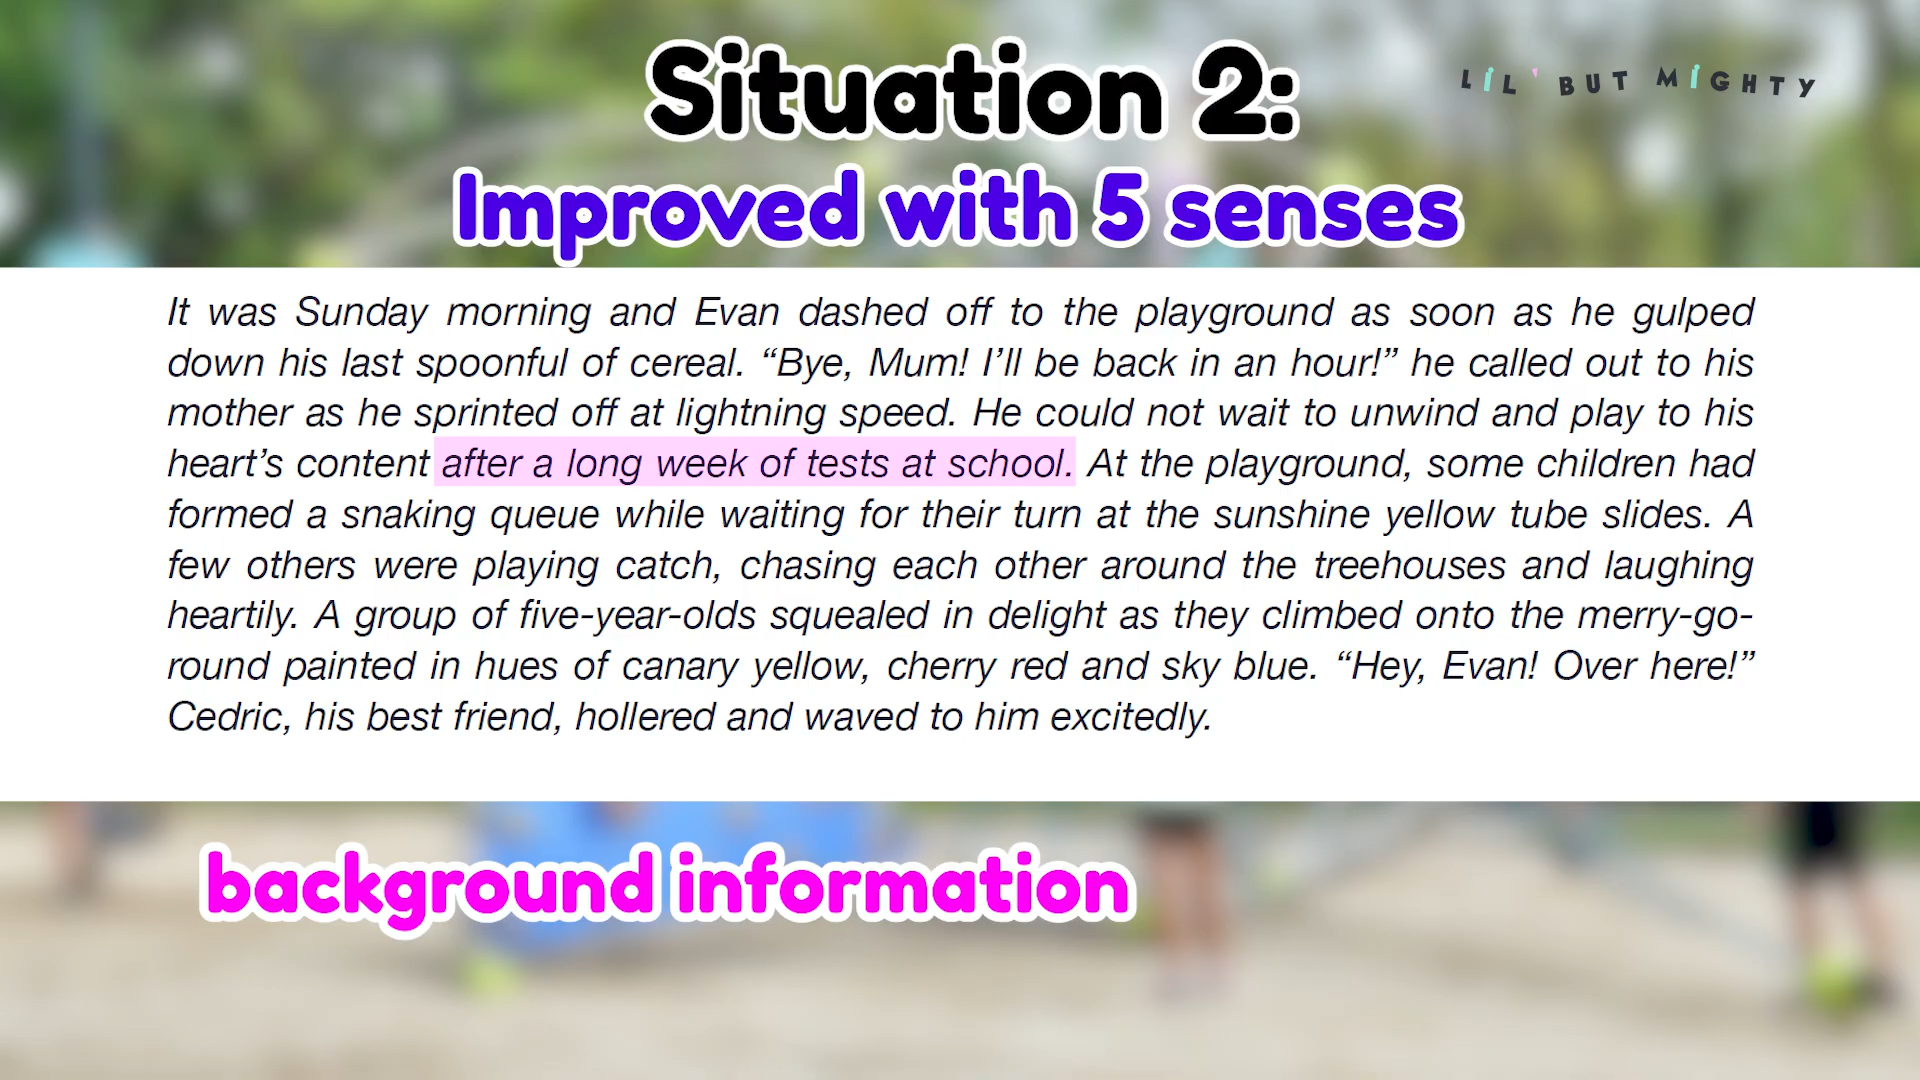 Situation 2:
LIL' BUT MIGHTY
Improved with 5 senses
It was Sunday morning and Evan dashed off to the playground as soon as he gulped
down his last spoonful of cereal. “Bye, Mum! I’ll be back in an hour!” he called out to his
mother as he sprinted off at lightning speed. He could not wait to unwind and play to his
heart’s content after a long week of tests at school. At the playground, some children had
formed a snaking queue while waiting for their turn at the sunshine yellow tube slides. A
few others were playing catch, chasing each other around the treehouses and laughing
heartily. A group of five-year-olds squealed in delight as they climbed onto the merry-go-
round painted in hues of canary yellow, cherry red and sky blue. “Hey, Evan! Over here!”
Cedric, his best friend, hollered and waved to him excitedly.
background information